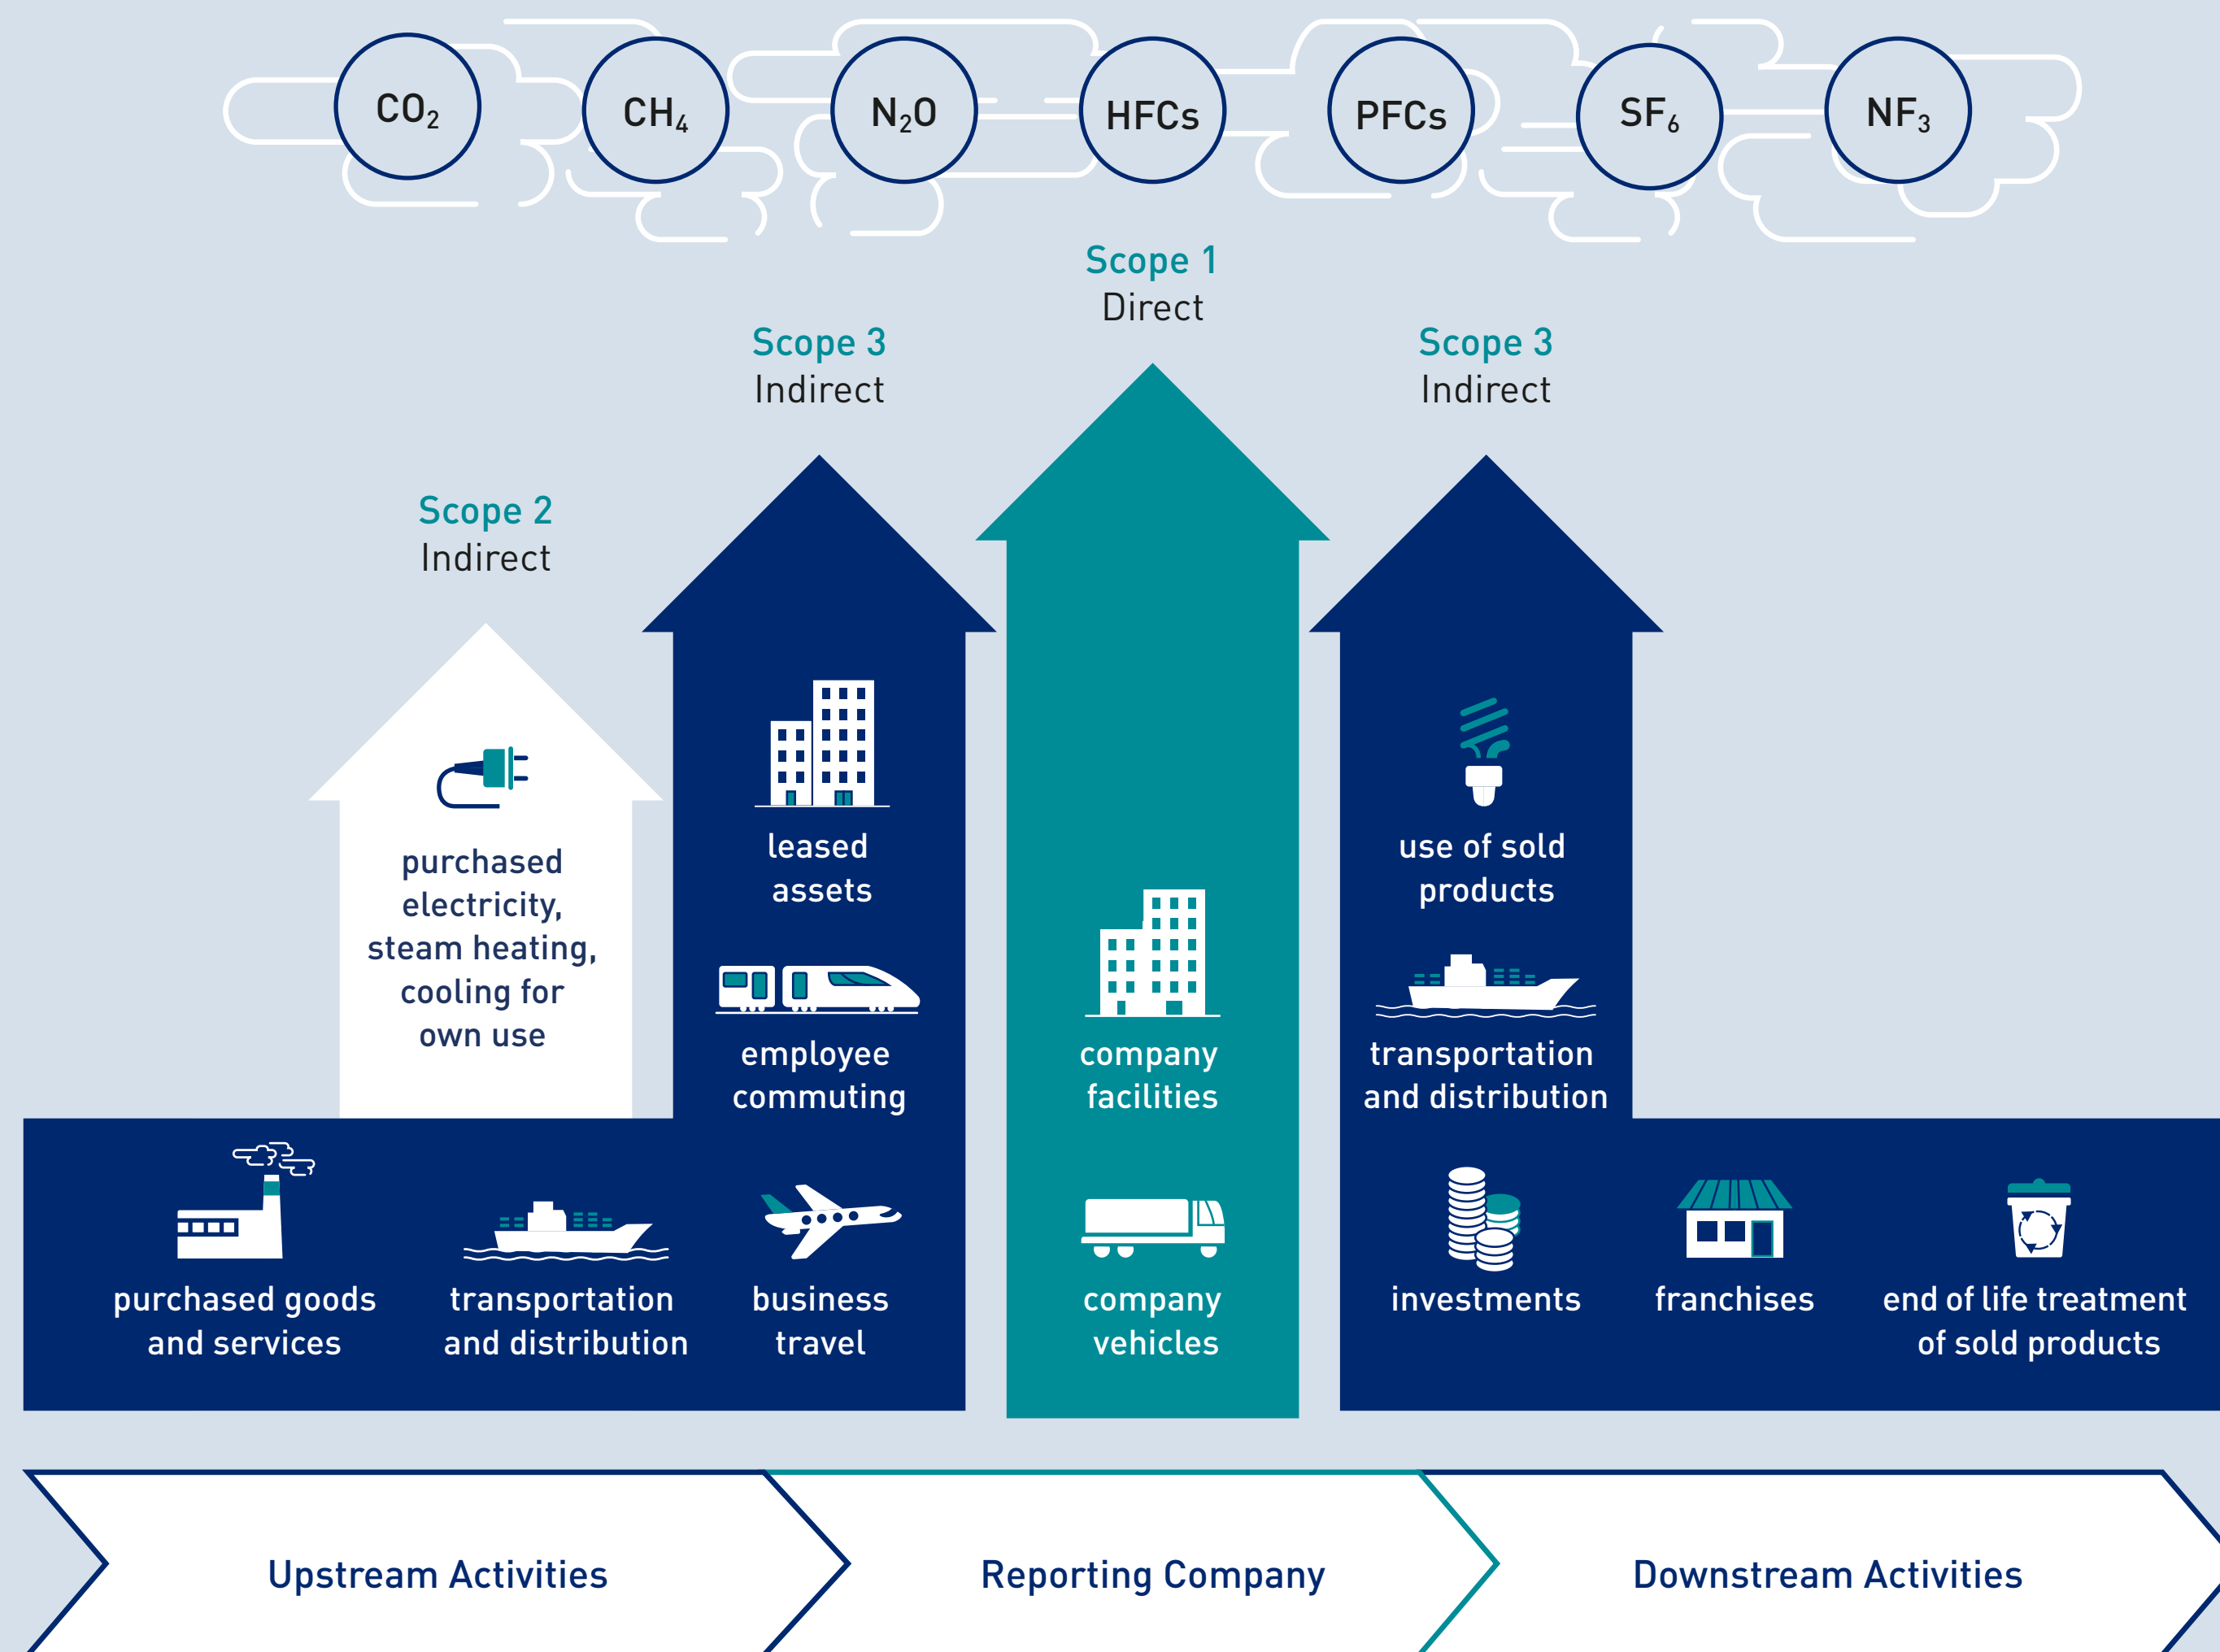 CO₂
CH₄
N₂O
HFCs
PFCs
SF₆
NF₃
Scope 1
Direct
Scope 3
Indirect
Scope 3
Indirect
Scope 2
Indirect
purchased
electricity,
steam heating,
cooling for
own use
leased
assets
employee
commuting
company
facilities
use of sold
products
transportation
and distribution
purchased goods
and services
transportation
and distribution
business
travel
company
vehicles
investments
franchises
end of life treatment
of sold products
Upstream Activities
Reporting Company
Downstream Activities